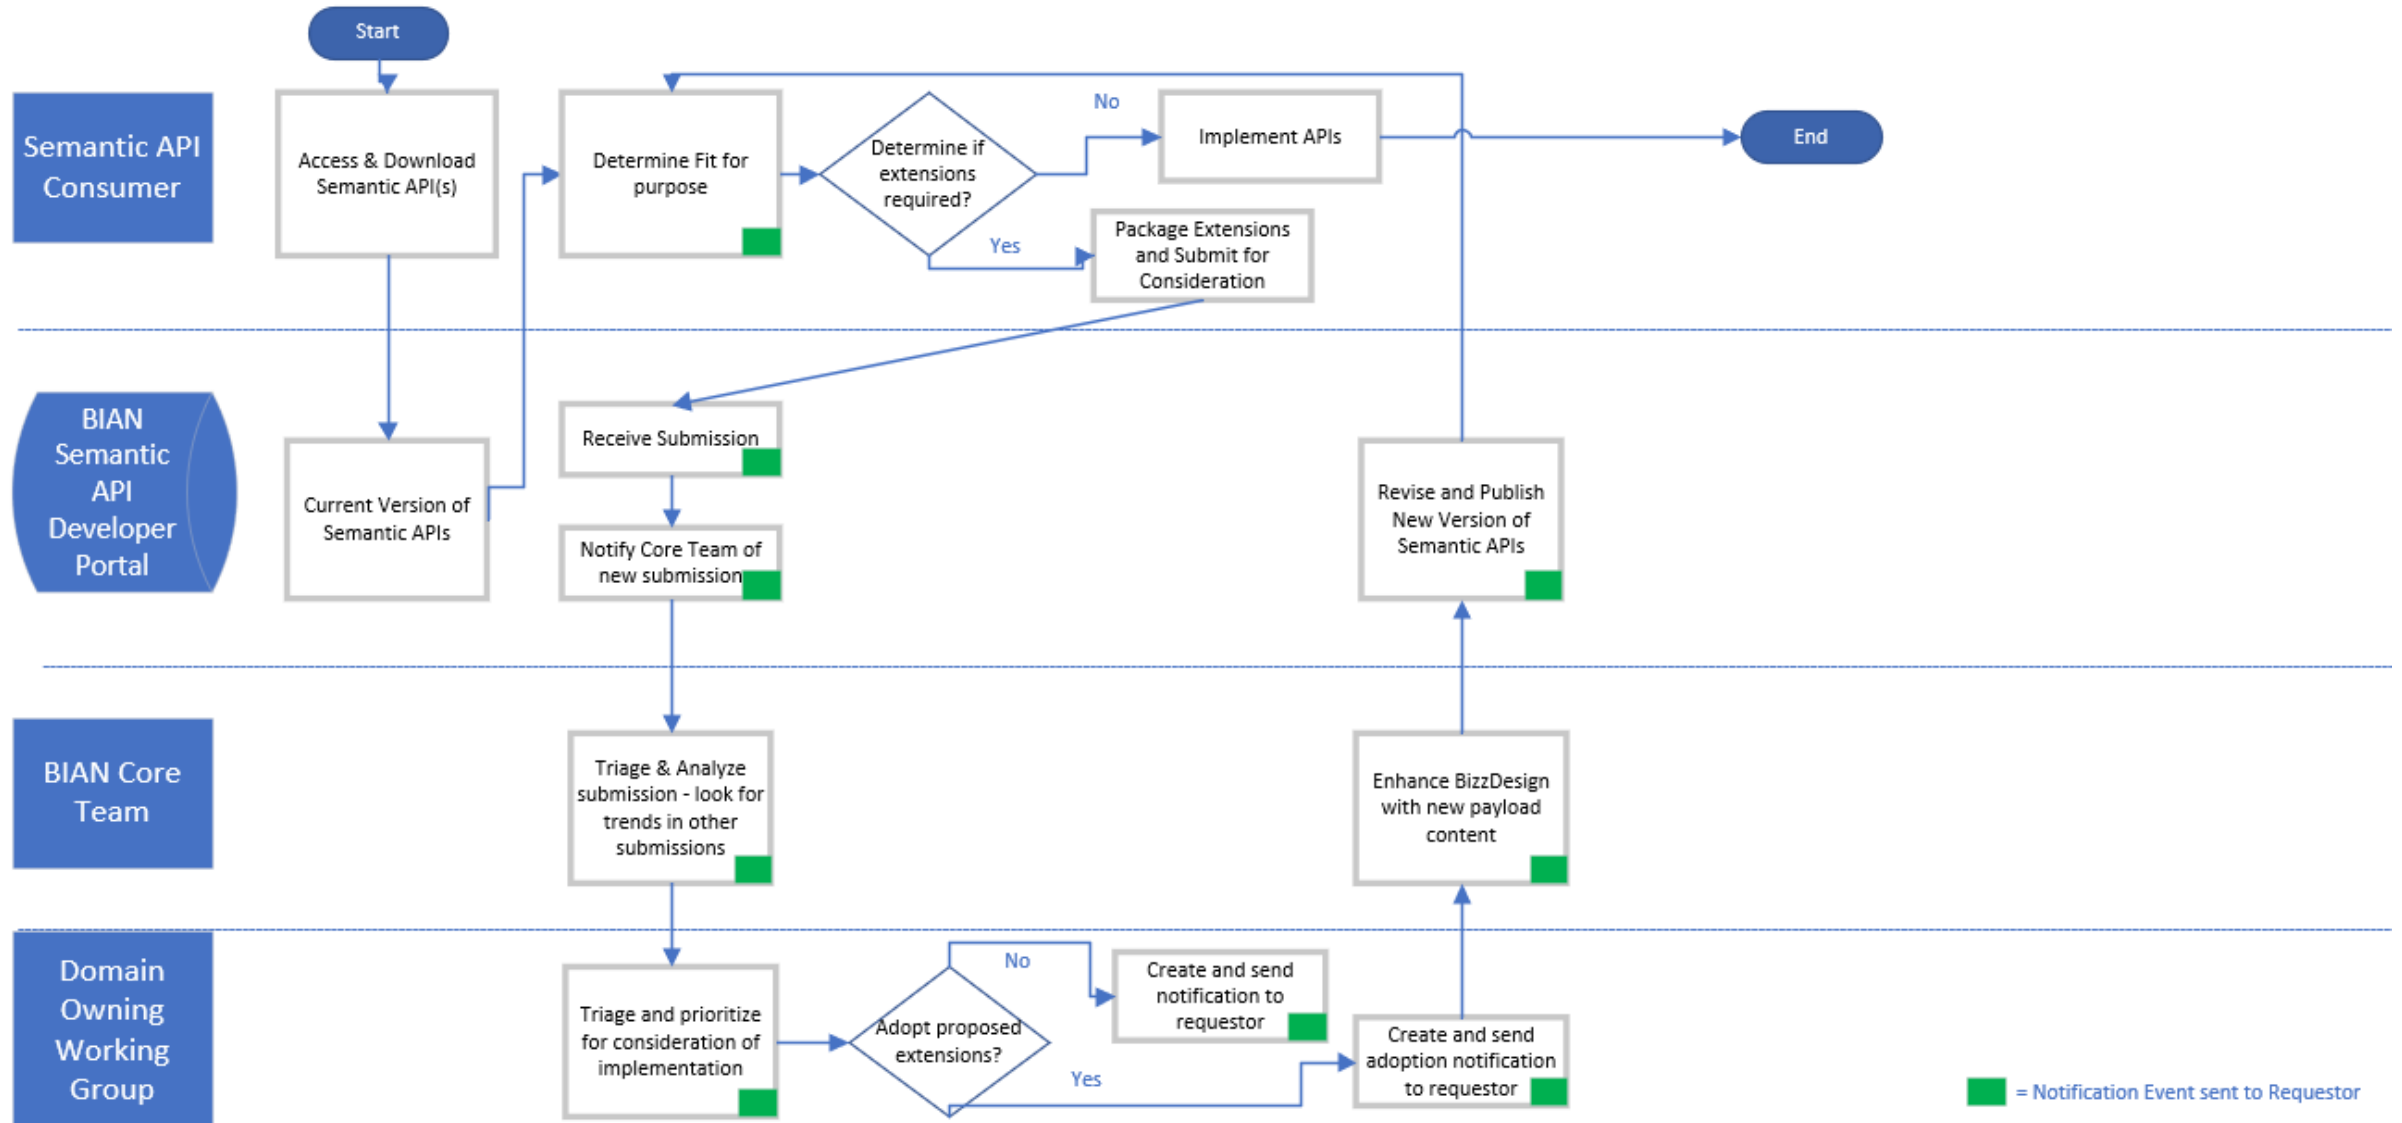 Start
Semantic API
Consumer
Access & Download
Semantic API(s)
Determine Fit for
purpose
Determine if
extensions
required?
No
Implement APIs
End
Yes
Package Extensions
and Submit for
Consideration
BIAN
Semantic
API
Developer
Portal
Current Version of
Semantic APIs
Receive Submission
Notify Core Team of
new submission
Revise and Publish
New Version of
Semantic APIs
BIAN Core
Team
Triage & Analyze
submission - look for
trends in other
submissions
Enhance BizzDesign
with new payload
content
Domain
Owning
Working
Group
Triage and prioritize
for consideration of
implementation
Adopt proposed
extensions?
No
Create and send
notification to
requestor
Yes
Create and send
adoption notification
to requestor
= Notification Event sent to Requestor